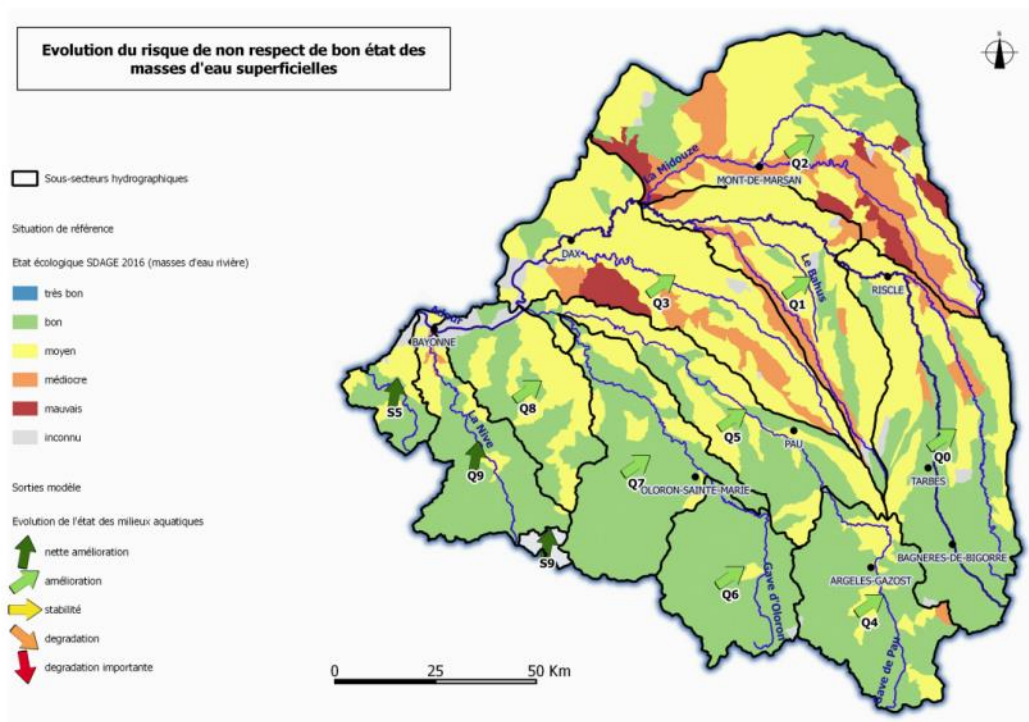 Evolution du risque de non respect de bon état des
masses d'eau superficielles
N
Sous-secteurs hydrographiques
Situation de référence
Etat écologique SDAGE 2016 (masses d'eau rivière)
très bon
bon
moyen
médiocre
mauvais
inconnu
Sorties modèle
Evolution de l'état des milieux aquatiques
nette amélioration
amélioration
stabilité
degradation
degradation importante
La Midouze
Q2
MONT-DE-MARSAN
DAX
Le Bahus
RISCLE
Q3
Q1
Adour
BAYONNE
S5
Q8
La Nive
Q5
PAU
Q0
Q9
Q7
OLORON-SAINTE-MARIE
TARBES
S9
BAGNERES-DE-BIGORRE
ARGELES-GAZOST
Q6
Gave d'Oloron
Q4
Gave de Pau
0 25 50 Km